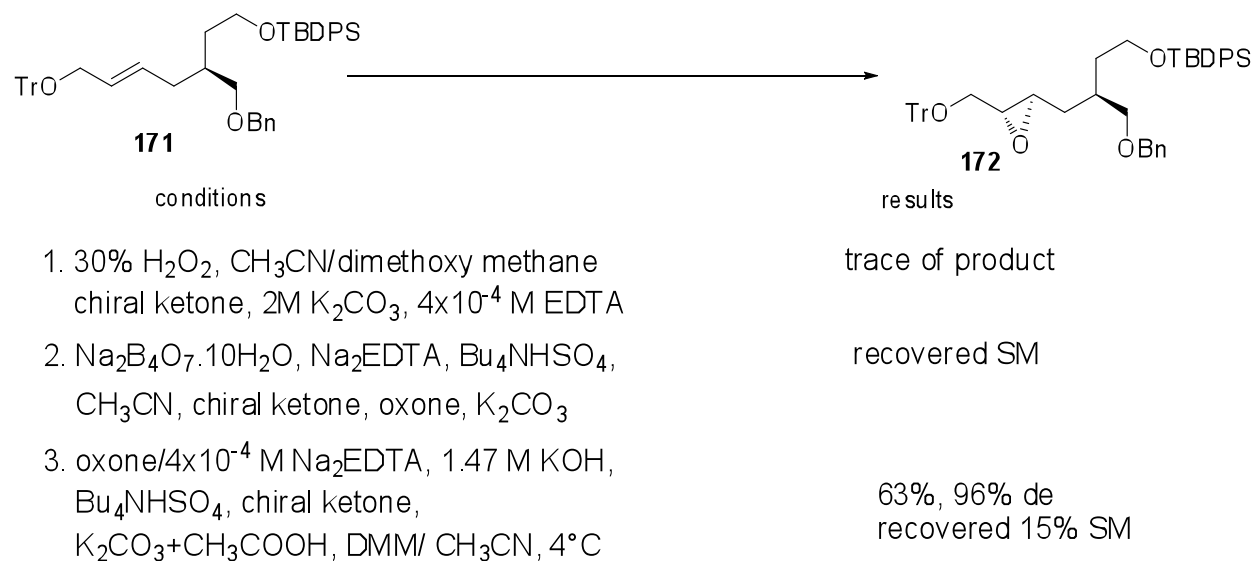 OTBDPS
TrO
OBn
171
OTBDPS
TrO
O
OBn
172
conditions
results
1. 30% H₂O₂, CH₃CN/dimethoxy methane
chiral ketone, 2M K₂CO₃, 4x10⁻⁴ M EDTA
trace of product
2. Na₂B₄O₇.10H₂O, Na₂EDTA, Bu₄NHSO₄,
CH₃CN, chiral ketone, oxone, K₂CO₃
recovered SM
3. oxone/4x10⁻⁴ M Na₂EDTA, 1.47 M KOH,
Bu₄NHSO₄, chiral ketone,
K₂CO₃+CH₃COOH, DMM/ CH₃CN, 4°C
63%, 96% de
recovered 15% SM